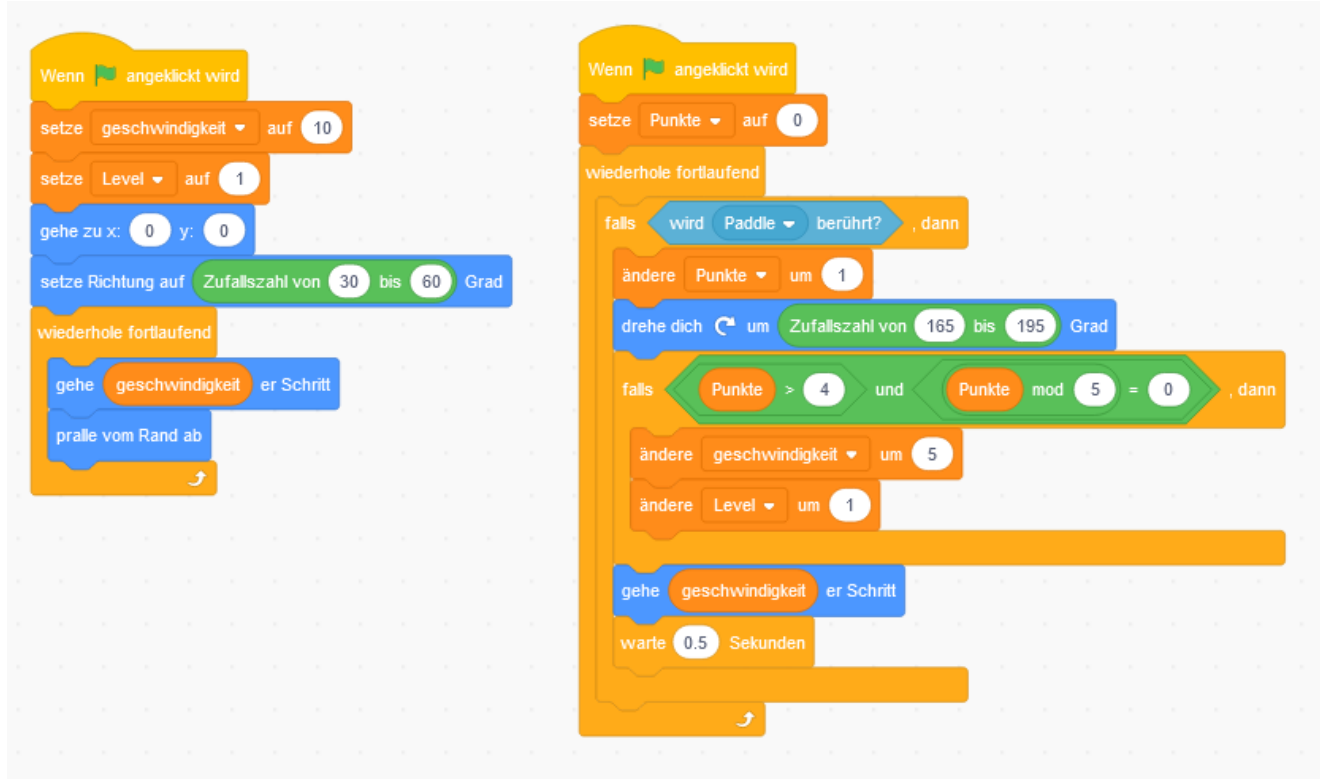 Wenn angeklickt wird
setze geschwindigkeit auf 10
setze Level auf 1
gehe zu x: 0 y: 0
setze Richtung auf Zufallszahl von 30 bis 60 Grad
wiederhole fortlaufend
gehe geschwindigkeit er Schritt
pralle vom Rand ab
Wenn angeklickt wird
setze Punkte auf 0
wiederhole fortlaufend
falls wird Paddle berührt? , dann
ändere Punkte um 1
drehe dich um Zufallszahl von 165 bis 195 Grad
falls Punkte > 4 und Punkte mod 5 = 0 , dann
ändere geschwindigkeit um 5
ändere Level um 1
gehe geschwindigkeit er Schritt
warte 0.5 Sekunden